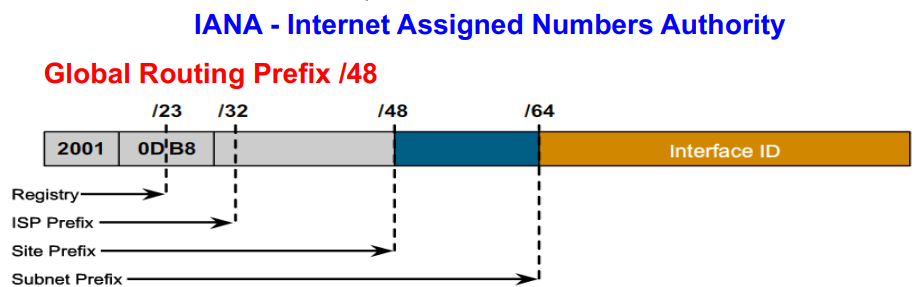 IANA - Internet Assigned Numbers Authority
Global Routing Prefix /48
/23 /32 /48 /64
2001 0DB8 Interface ID
Registry
ISP Prefix
Site Prefix
Subnet Prefix